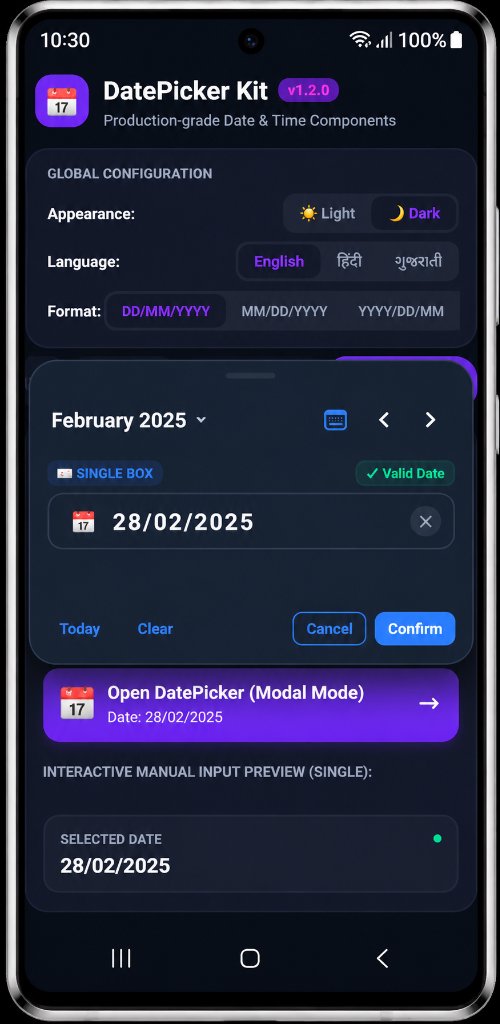 10:30 100%
DatePicker Kit v1.2.0
17
Production-grade Date & Time Components
GLOBAL CONFIGURATION
Appearance: Light Dark
Language: English हिंदी ગુજરાતી
Format: DD/MM/YYYY MM/DD/YYYY YYYY/DD/MM
February 2025
SINGLE BOX ✓ Valid Date
17 28/02/2025
Today Clear Cancel Confirm
17 Open DatePicker (Modal Mode)
Date: 28/02/2025
INTERACTIVE MANUAL INPUT PREVIEW (SINGLE):
SELECTED DATE
28/02/2025